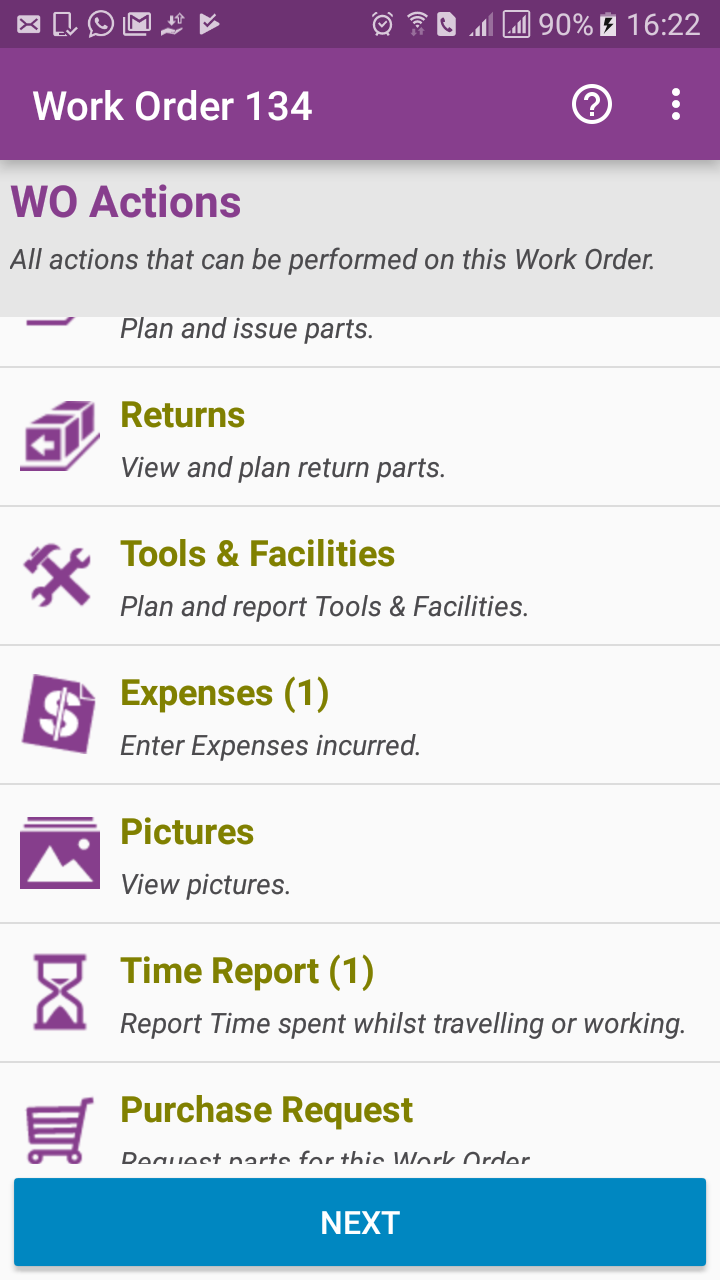 90% 16:22
Work Order 134
WO Actions
All actions that can be performed on this Work Order.
Plan and issue parts.
Returns
View and plan return parts.
Tools & Facilities
Plan and report Tools & Facilities.
Expenses (1)
Enter Expenses incurred.
Pictures
View pictures.
Time Report (1)
Report Time spent whilst travelling or working.
Purchase Request
Request parts for this Work Order
NEXT